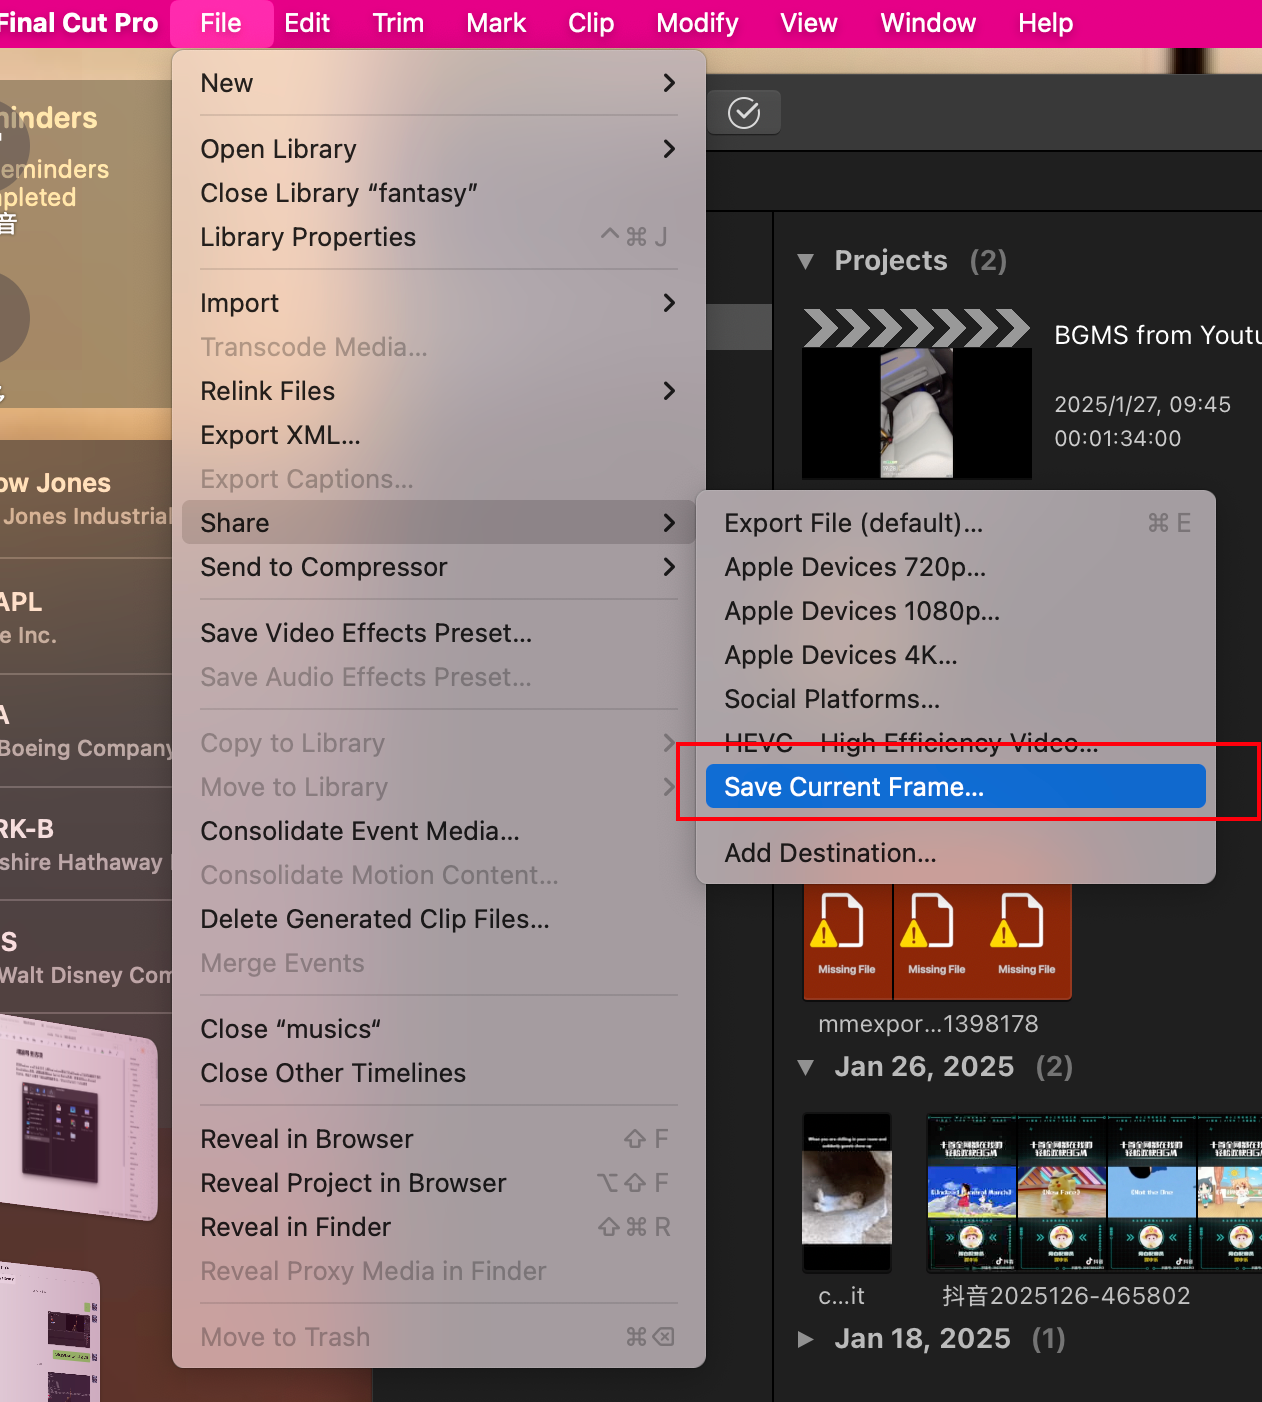 Final Cut Pro
File
Edit
Trim
Mark
Clip
Modify
View
Window
Help
New
Open Library
Close Library “fantasy”
Library Properties ^⌘J
Import
Transcode Media...
Relink Files
Export XML...
Export Captions...
Share
Send to Compressor
Save Video Effects Preset...
Save Audio Effects Preset...
Copy to Library
Move to Library
Consolidate Event Media...
Consolidate Motion Content...
Delete Generated Clip Files...
Merge Events
Close “musics“
Close Other Timelines
Reveal in Browser ⇧F
Reveal Project in Browser ⌥⇧F
Reveal in Finder ⇧⌘R
Reveal Proxy Media in Finder
Move to Trash ⌘⌫
Export File (default)... ⌘E
Apple Devices 720p...
Apple Devices 1080p...
Apple Devices 4K...
Social Platforms...
HEVC – High Efficiency Video...
Save Current Frame...
Add Destination...
Projects (2)
BGMS from Youtu
2025/1/27, 09:45
00:01:34:00
Missing File
Missing File
Missing File
mmexpor...1398178
Jan 26, 2025 (2)
c...it
抖音2025126-465802
Jan 18, 2025 (1)
minders
eminders
mpleted
音
ow Jones
Jones Industrial
APL
e Inc.
A
Boeing Company
RK-B
shire Hathaway
S
Walt Disney Com